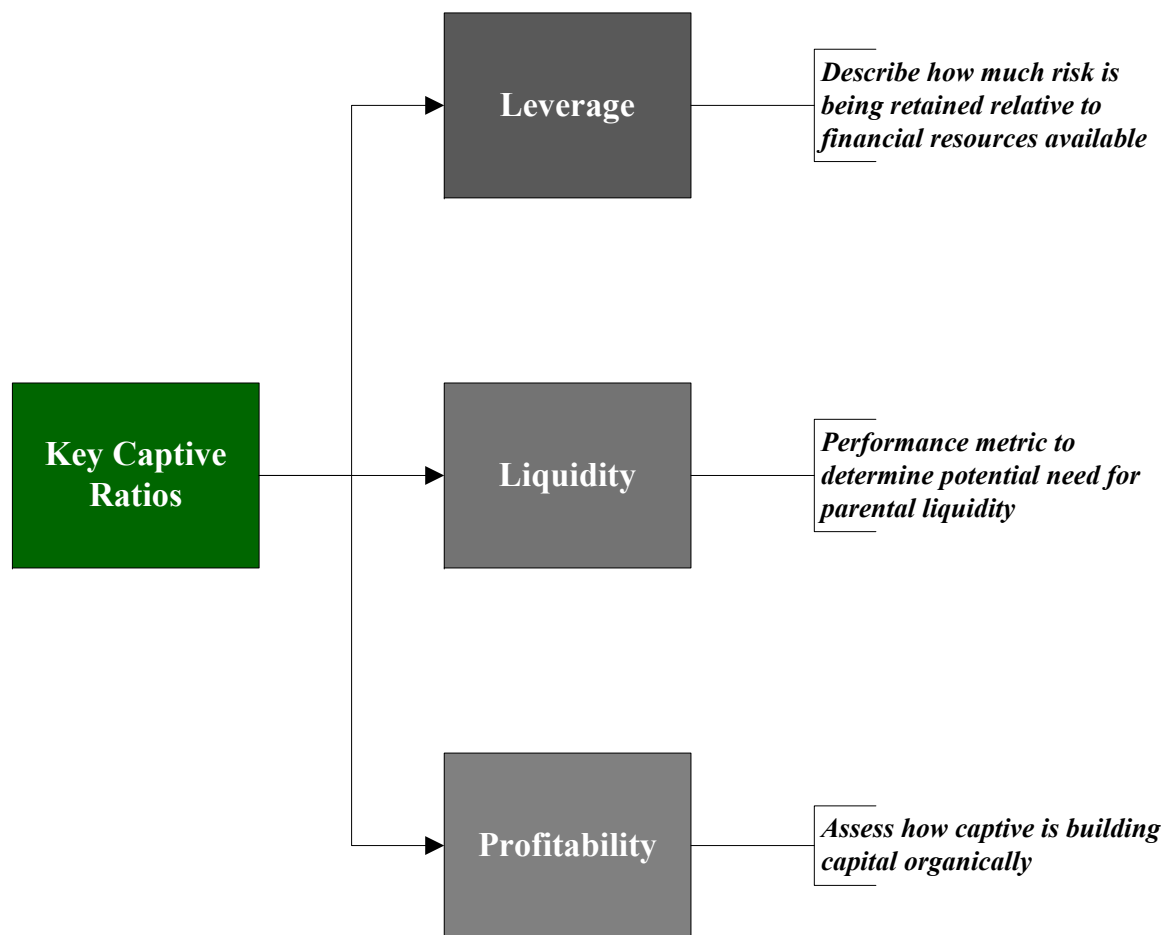 Key Captive
Ratios
Leverage
Describe how much risk is
being retained relative to
financial resources available
Liquidity
Performance metric to
determine potential need for
parental liquidity
Profitability
Assess how captive is building
capital organically